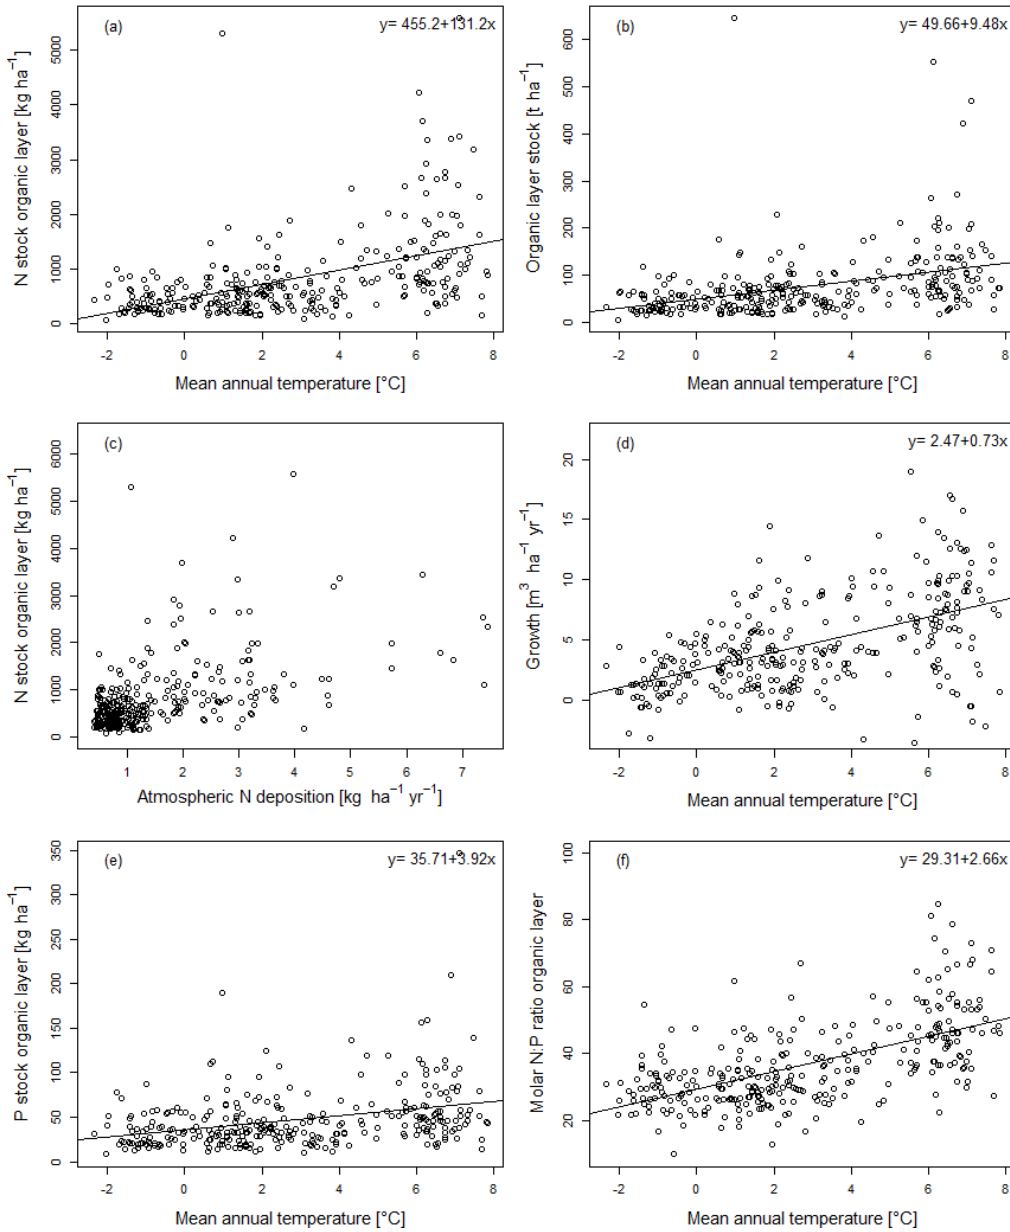 (a) y= 455.2+131.2x
N stock organic layer [kg ha⁻¹]
0 1000 2000 3000 4000 5000
-2 0 2 4 6 8
Mean annual temperature [°C]
(b) y= 49.66+9.48x
Organic layer stock [t ha⁻¹]
0 100 200 300 400 500 600
-2 0 2 4 6 8
Mean annual temperature [°C]
(c)
N stock organic layer [kg ha⁻¹]
0 1000 2000 3000 4000 5000 6000
1 2 3 4 5 6 7
Atmospheric N deposition [kg ha⁻¹ yr⁻¹]
(d) y= 2.47+0.73x
Growth [m³ ha⁻¹ yr⁻¹]
0 5 10 15 20
-2 0 2 4 6 8
Mean annual temperature [°C]
(e) y= 35.71+3.92x
P stock organic layer [kg ha⁻¹]
0 50 100 150 200 250 300 350
-2 0 2 4 6 8
Mean annual temperature [°C]
(f) y= 29.31+2.66x
Molar N:P ratio organic layer
20 40 60 80 100
-2 0 2 4 6 8
Mean annual temperature [°C]